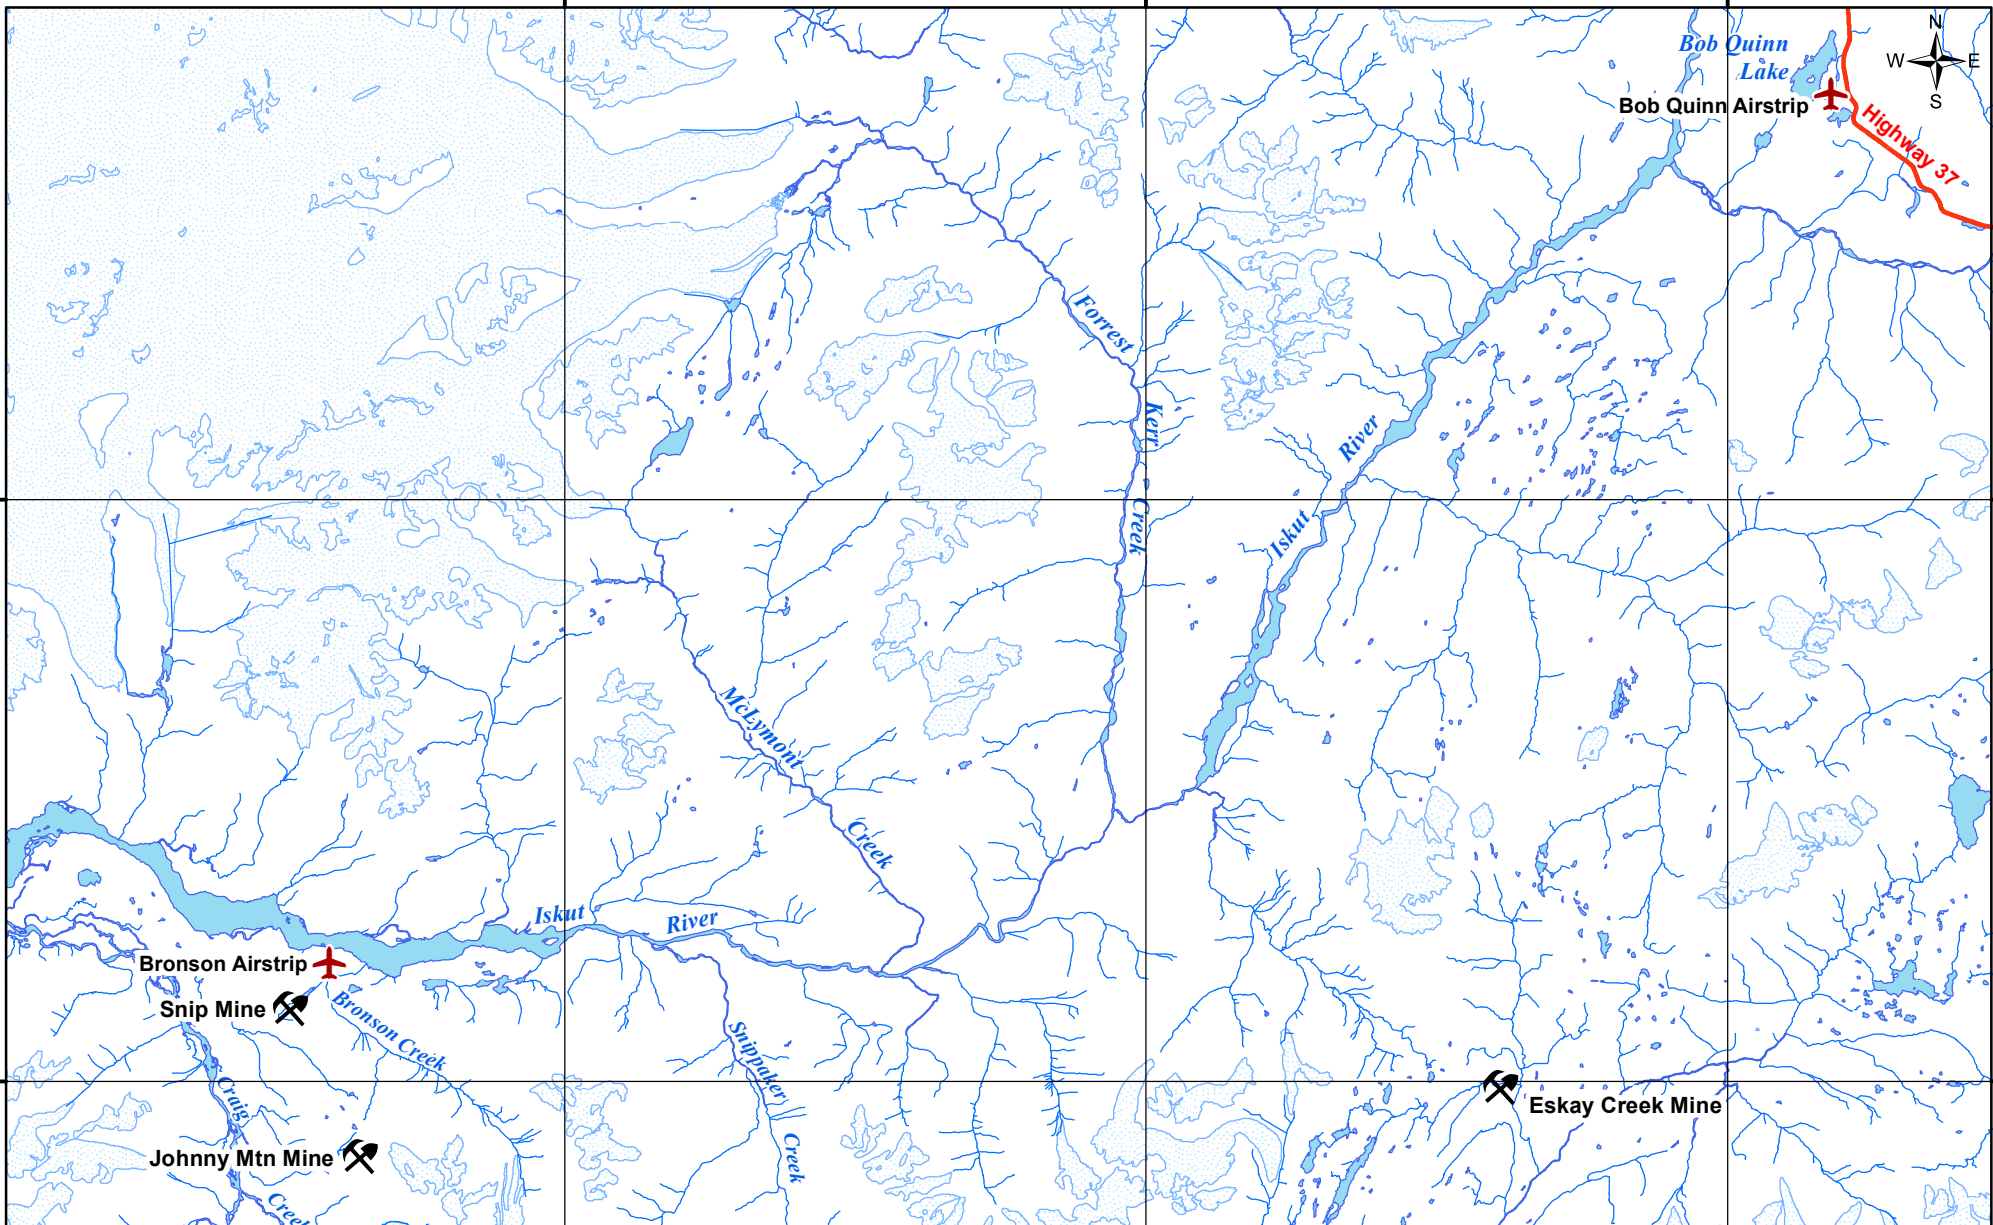 N
W E
S
Bob Quinn
Lake
Bob Quinn Airstrip
Highway 37
Forrest
Kerr
Creek
River
Iskut
McLymont
Creek
Iskut
River
Bronson Airstrip
Snip Mine
Bronson Creek
Snippaker
Creek
Craig
Creek
Johnny Mtn Mine
Eskay Creek Mine